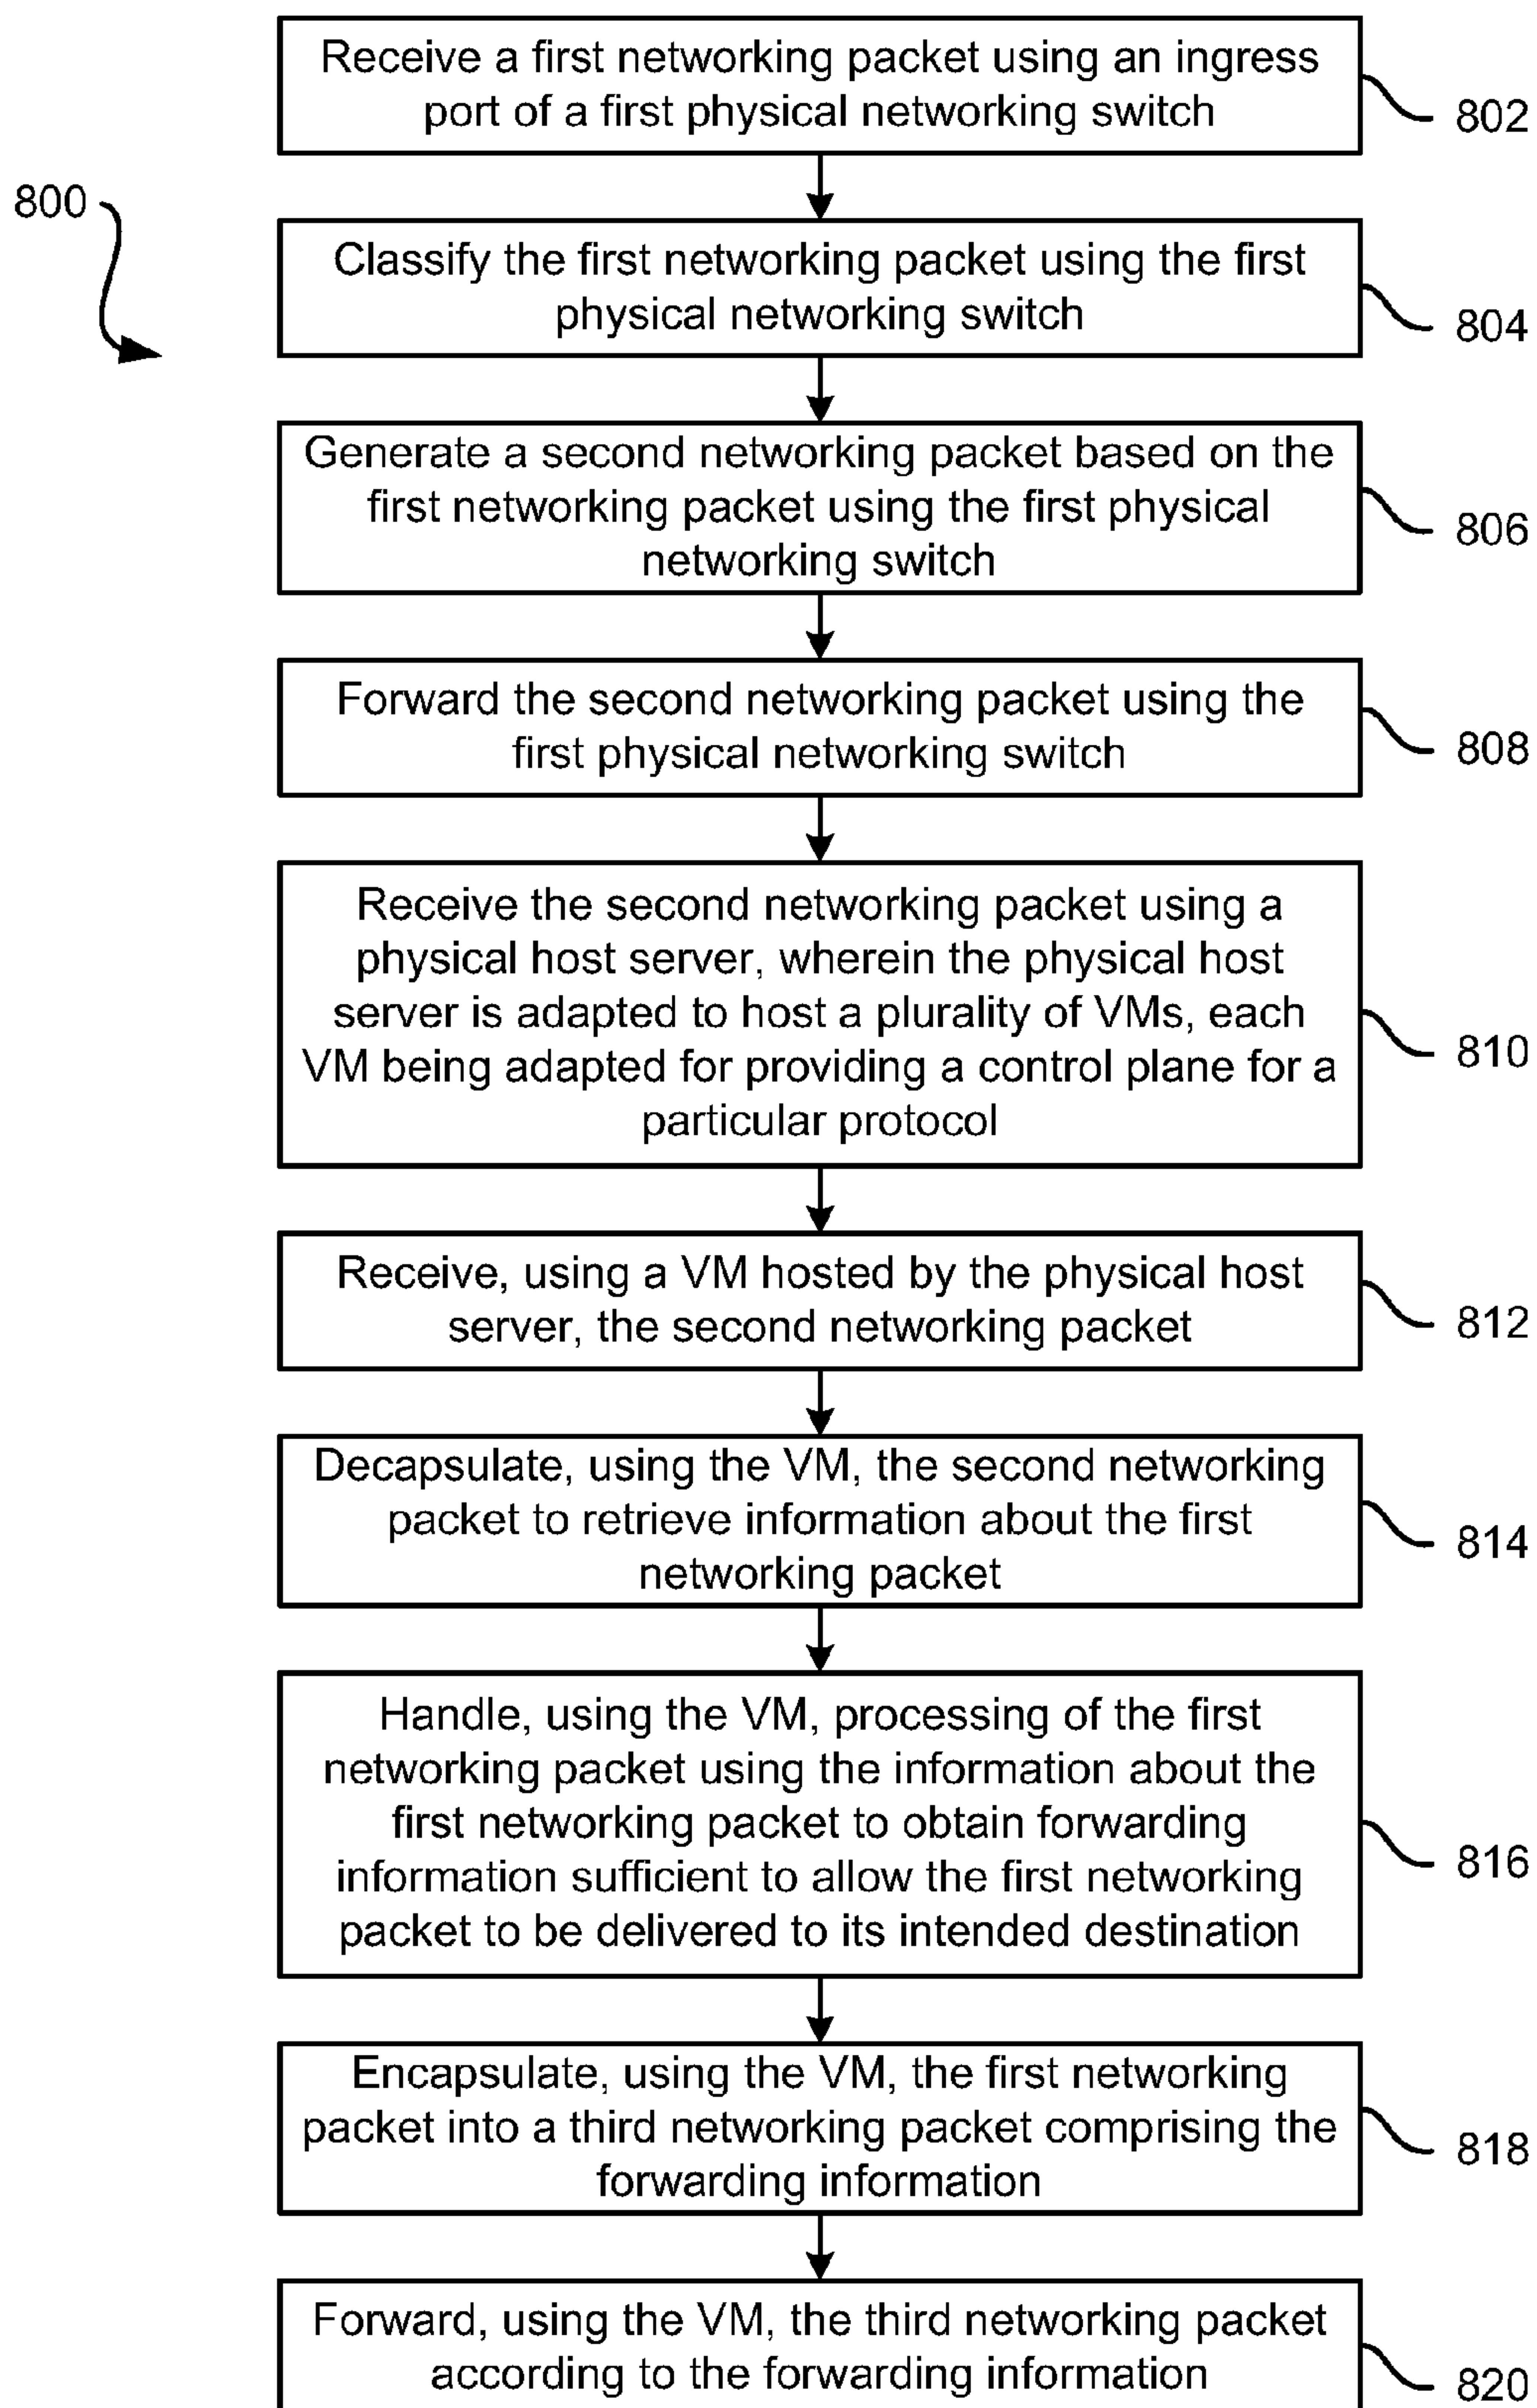 Receive a first networking packet using an ingress
port of a first physical networking switch
802
800
Classify the first networking packet using the first
physical networking switch
804
Generate a second networking packet based on the
first networking packet using the first physical
networking switch
806
Forward the second networking packet using the
first physical networking switch
808
Receive the second networking packet using a
physical host server, wherein the physical host
server is adapted to host a plurality of VMs, each
VM being adapted for providing a control plane for a
particular protocol
810
Receive, using a VM hosted by the physical host
server, the second networking packet
812
Decapsulate, using the VM, the second networking
packet to retrieve information about the first
networking packet
814
Handle, using the VM, processing of the first
networking packet using the information about the
first networking packet to obtain forwarding
information sufficient to allow the first networking
packet to be delivered to its intended destination
816
Encapsulate, using the VM, the first networking
packet into a third networking packet comprising the
forwarding information
818
Forward, using the VM, the third networking packet
according to the forwarding information
820